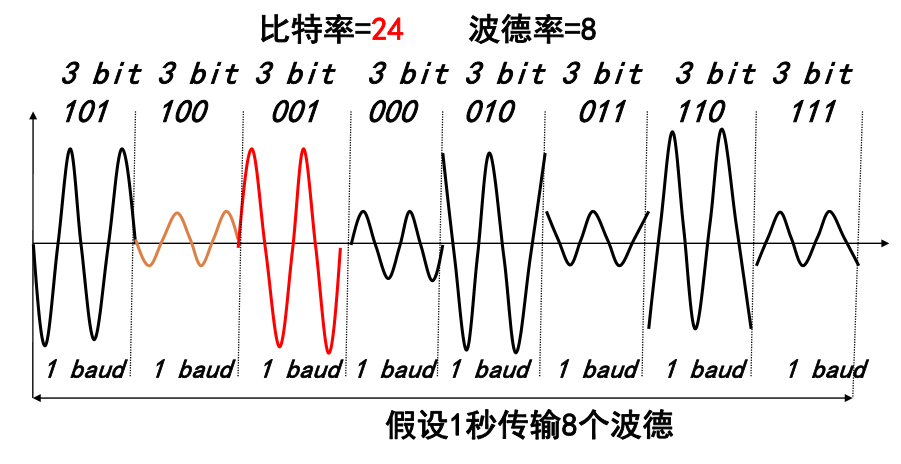 比特率=24 波德率=8
3 bit 3 bit 3 bit 3 bit 3 bit 3 bit 3 bit 3 bit
101 100 001 000 010 011 110 111
1 baud 1 baud 1 baud 1 baud 1 baud 1 baud 1 baud 1 baud
假设1秒传输8个波德